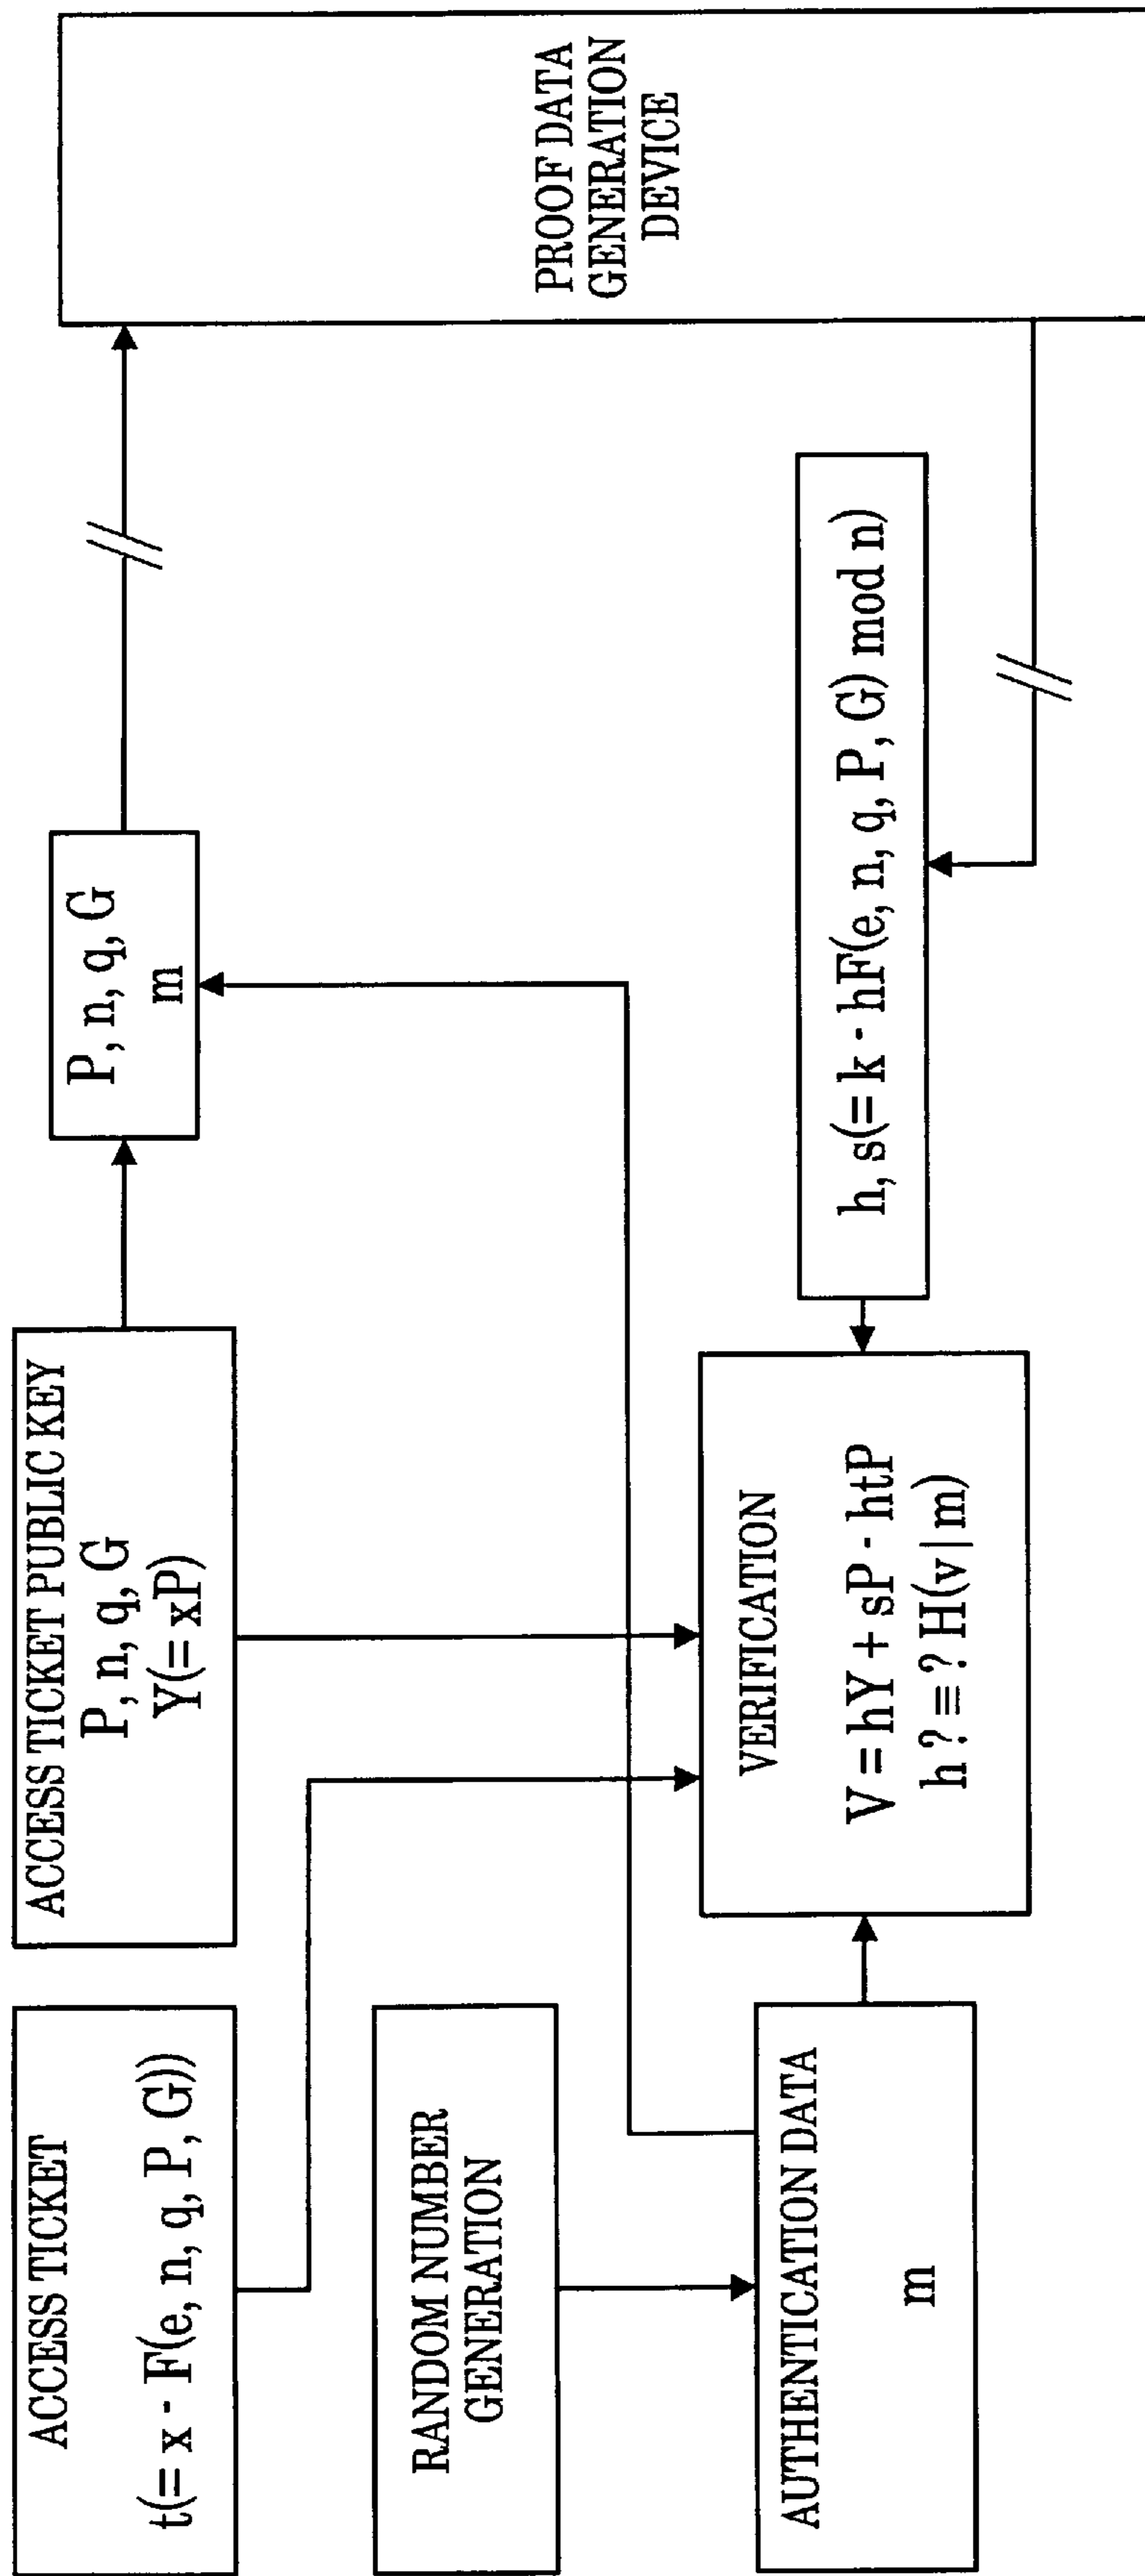 ACCESS TICKET
t(= x - F(e, n, q, P, G))
ACCESS TICKET PUBLIC KEY
P, n, q, G
Y(= xP)
P, n, q, G
m
PROOF DATA
GENERATION
DEVICE
RANDOM NUMBER
GENERATION
AUTHENTICATION DATA
m
VERIFICATION
V = hY + sP - htP
h ? = ? H(v | m)
h, s(= k - hF(e, n, q, P, G) mod n)